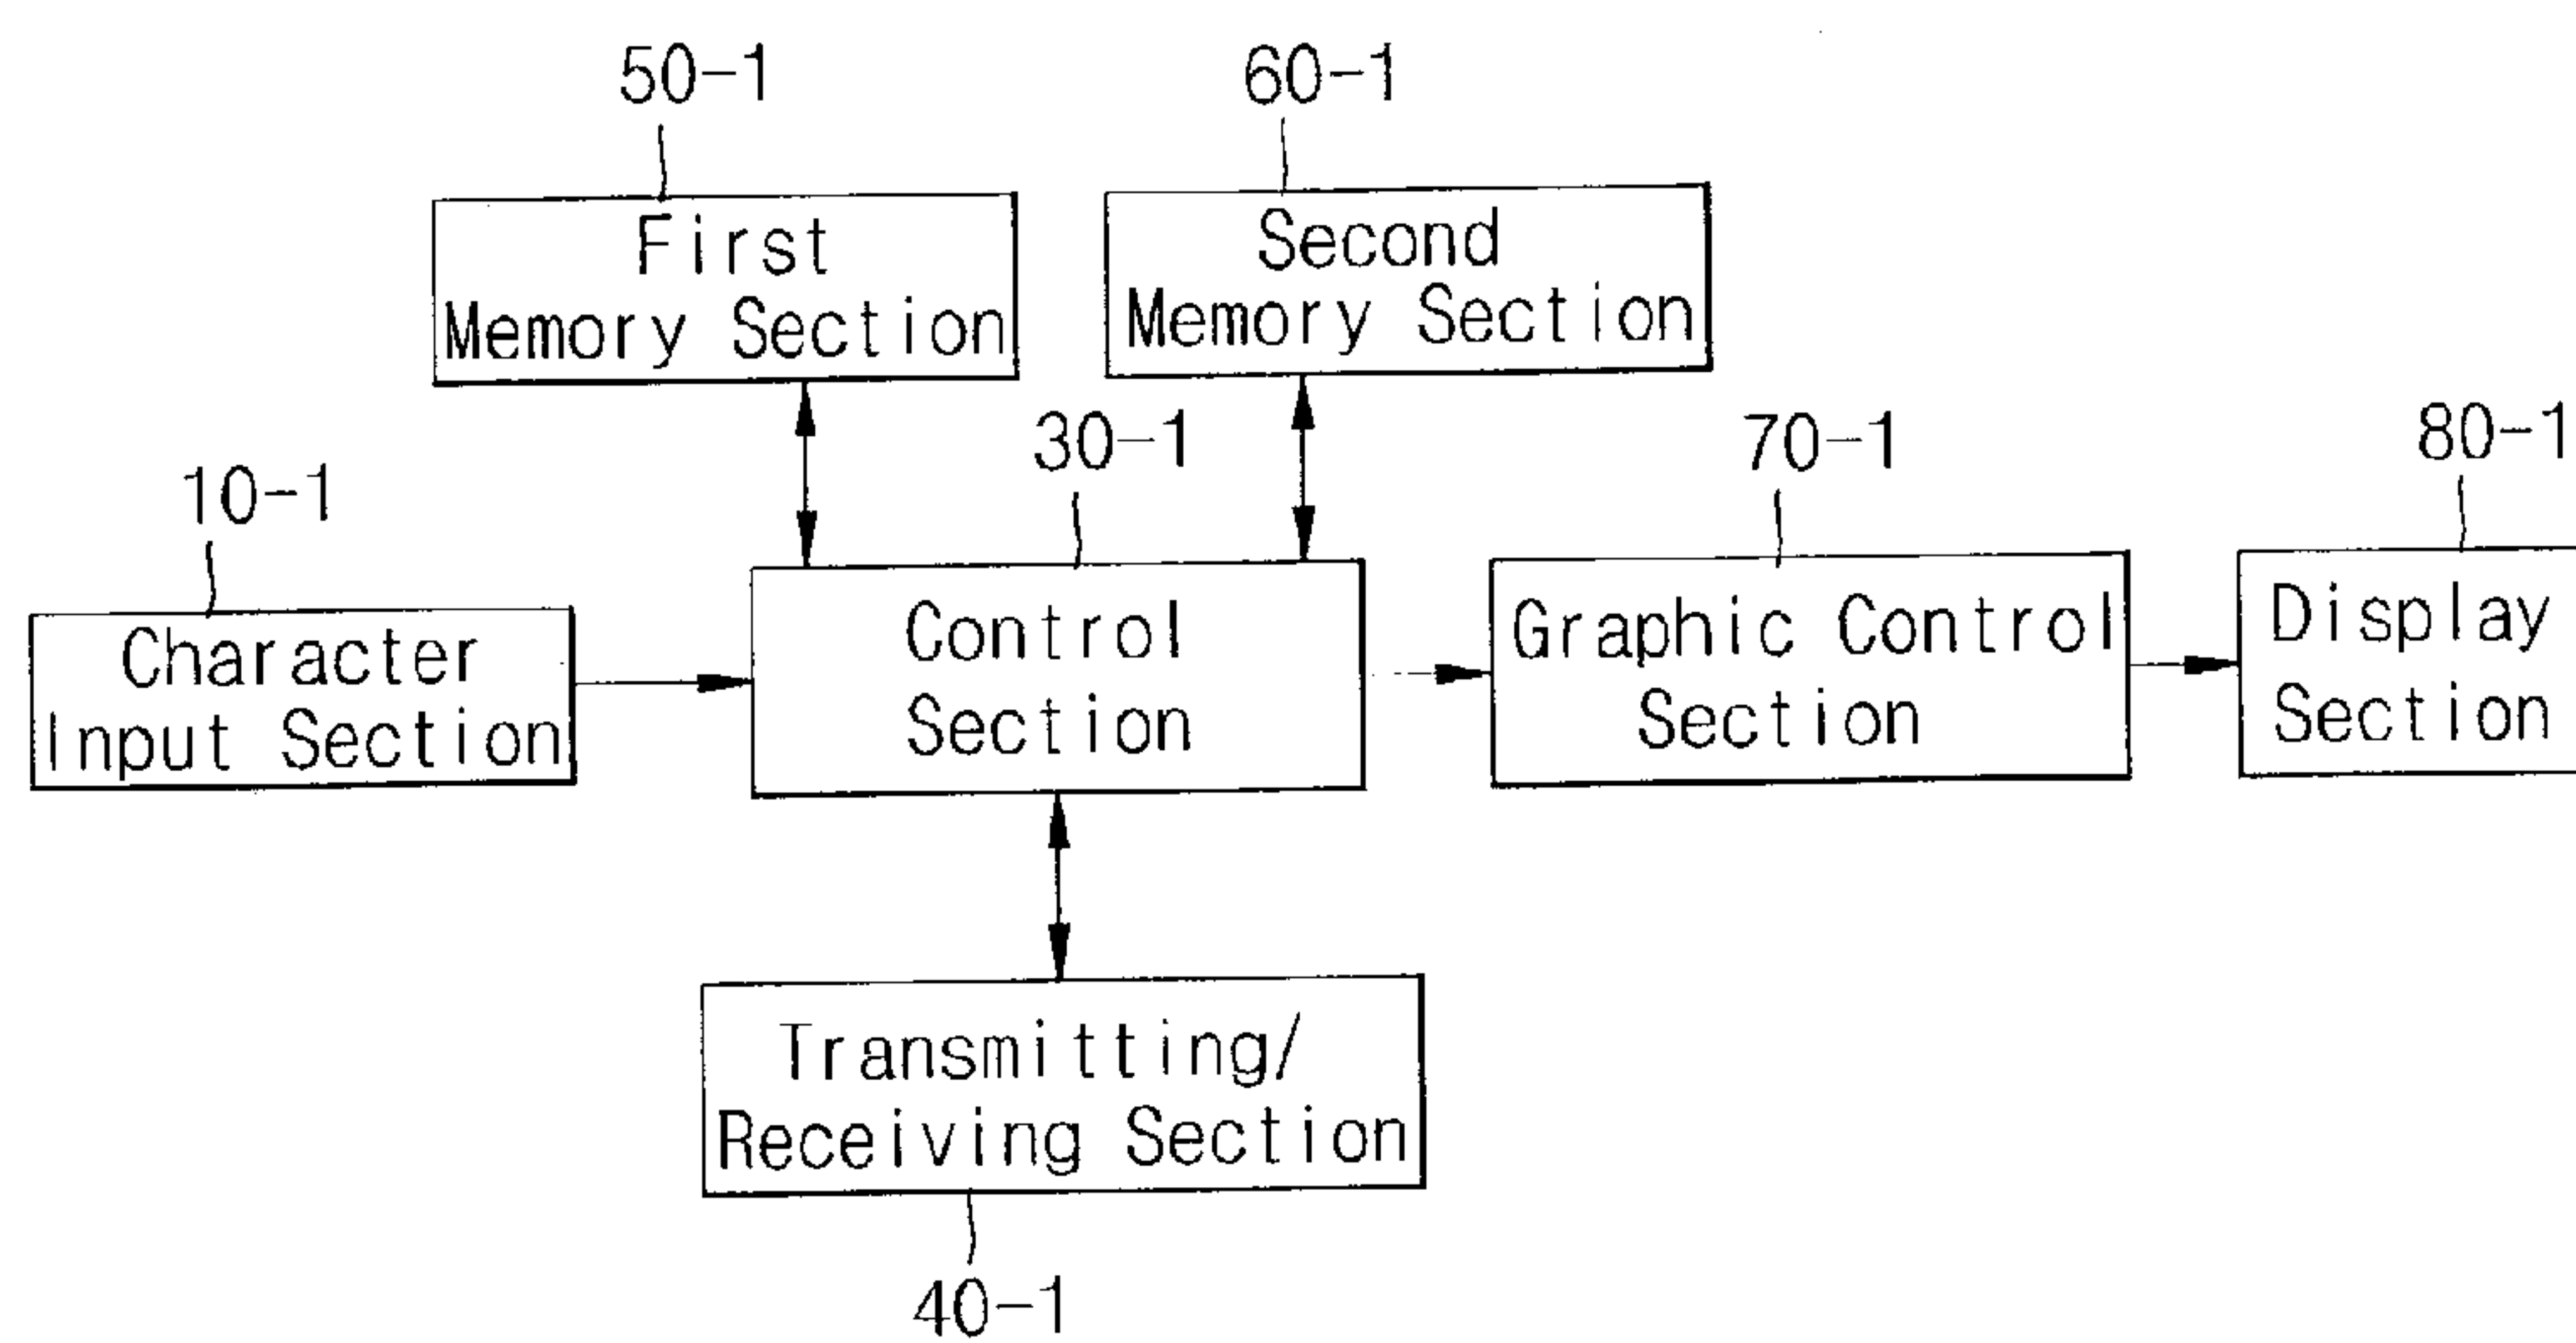 50-1
60-1
First
Memory Section
Second
Memory Section
10-1
30-1
70-1
80-1
Character
Input Section
Control
Section
Graphic Control
Section
Display
Section
Transmitting/
Receiving Section
40-1